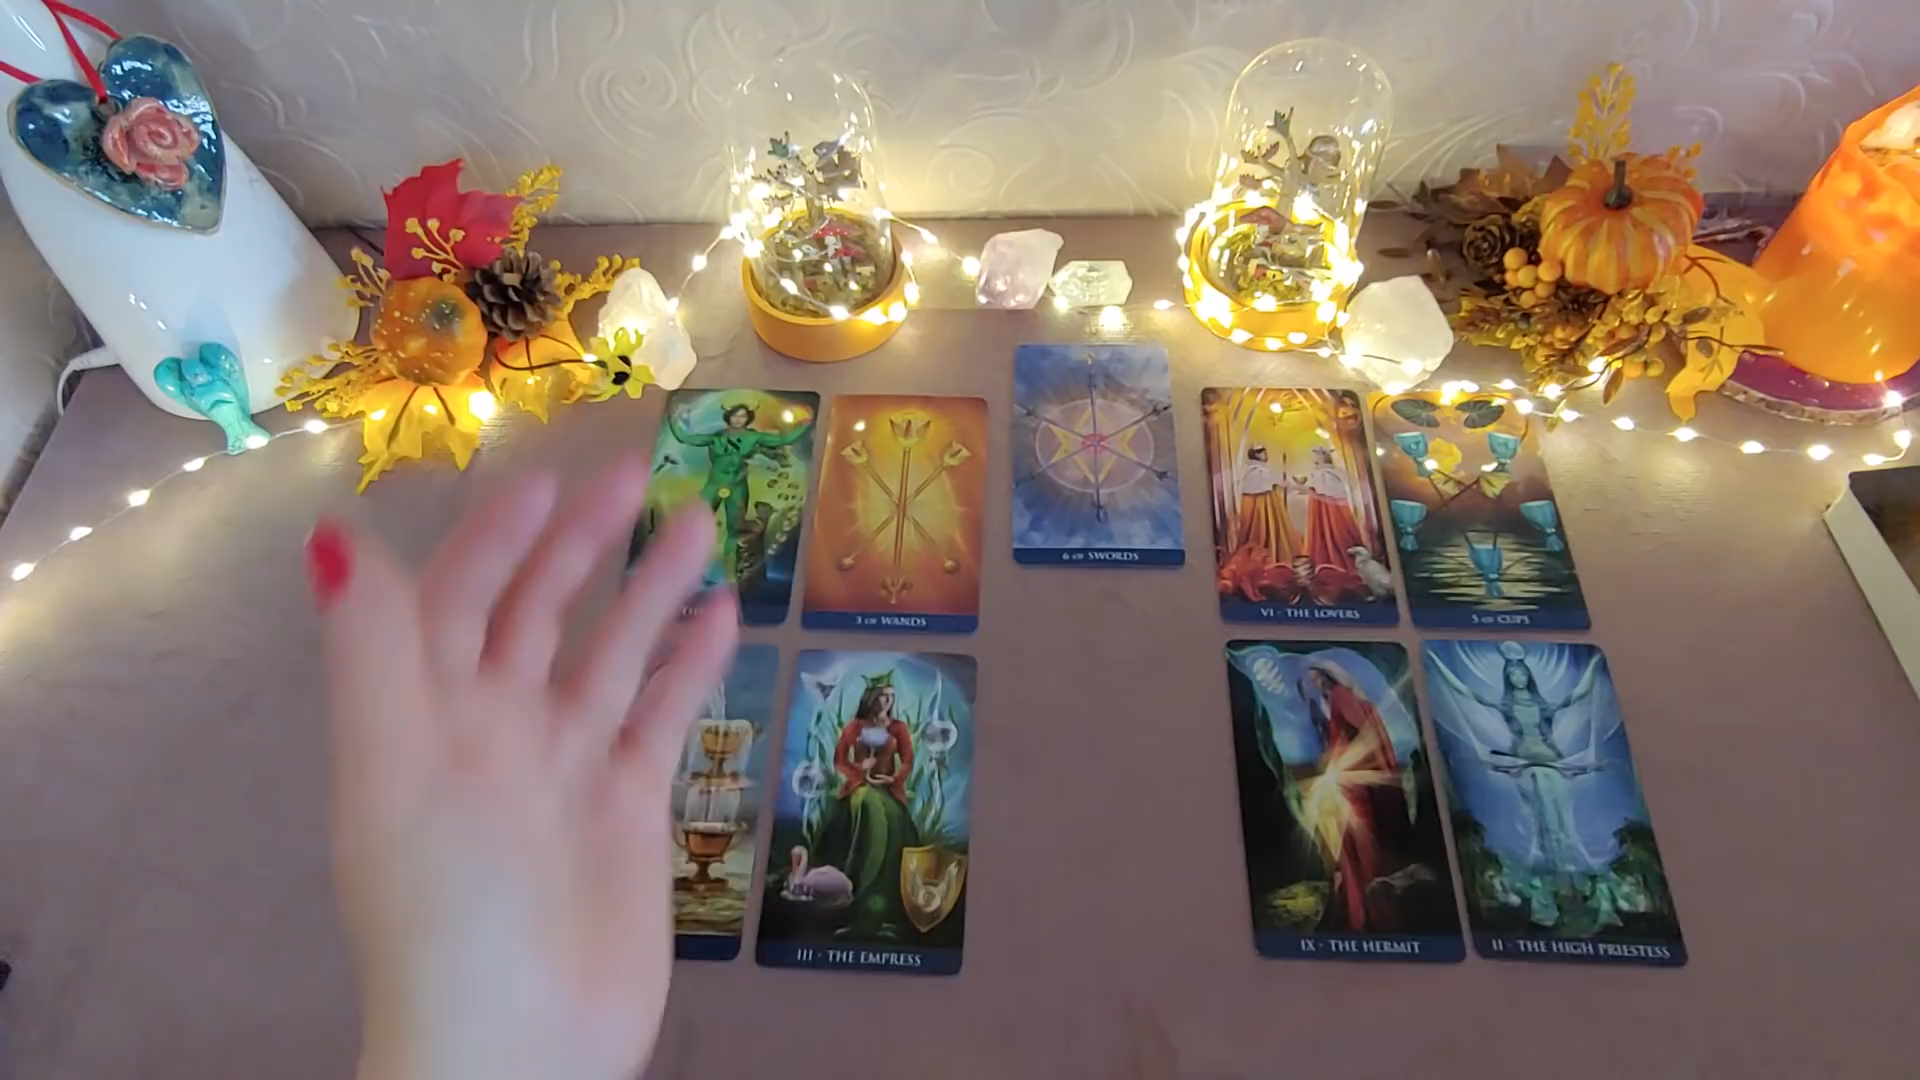 6 OF SWORDS
VI · THE LOVERS
5 OF CUPS
3 OF WANDS
IX · THE HERMIT
II · THE HIGH PRIESTESS
III · THE EMPRESS